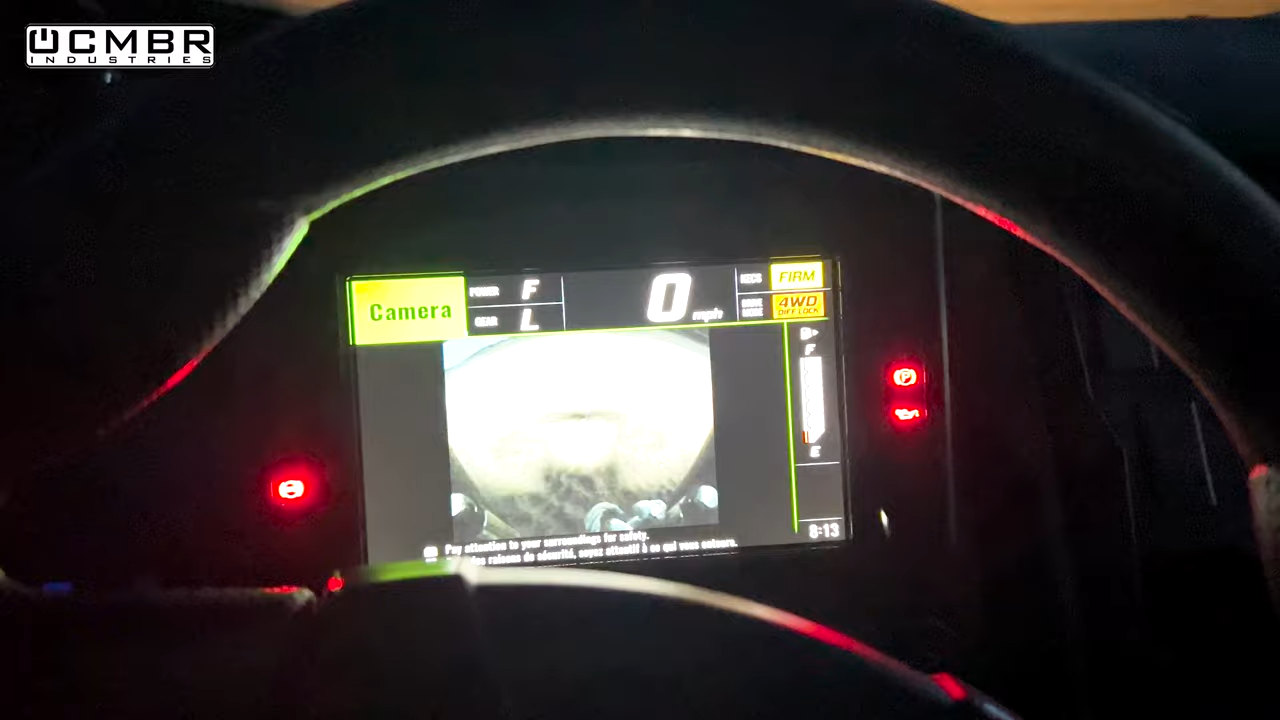 CMBR
INDUSTRIES
Camera
POWER F
GEAR L
0 mph
KECS FIRM
4WD
DIFF LOCK
F
E
8:13
Pay attention to your surroundings for safety.
raisons de sécurité, soyez attentif à ce qui vous entoure.
P